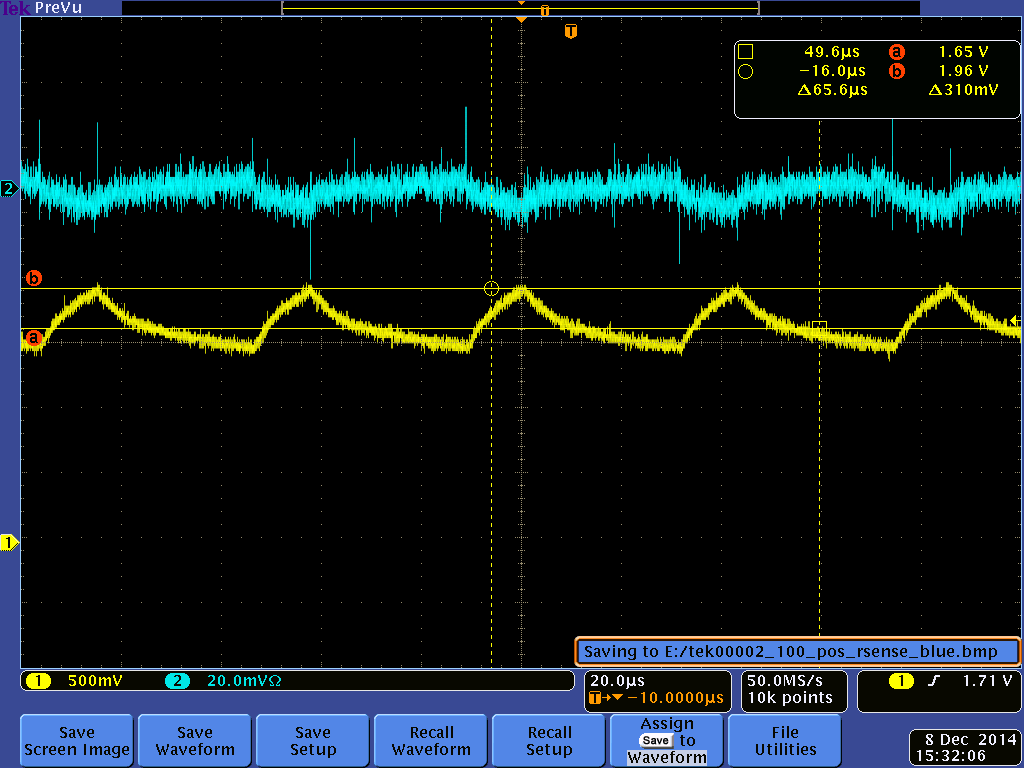 Tek PreVu
T
T
49.6µs a 1.65 V
−16.0µs b 1.96 V
Δ65.6µs Δ310mV
2
b
a
1
Saving to E:/tek00002_100_pos_rsense_blue.bmp
1 500mV 2 20.0mVΩ
20.0µs
T→▼−10.0000µs
50.0MS/s
10k points
1 1.71 V
Save
Screen Image
Save
Waveform
Save
Setup
Recall
Waveform
Recall
Setup
Assign
Save to
Waveform
File
Utilities
8 Dec 2014
15:32:06